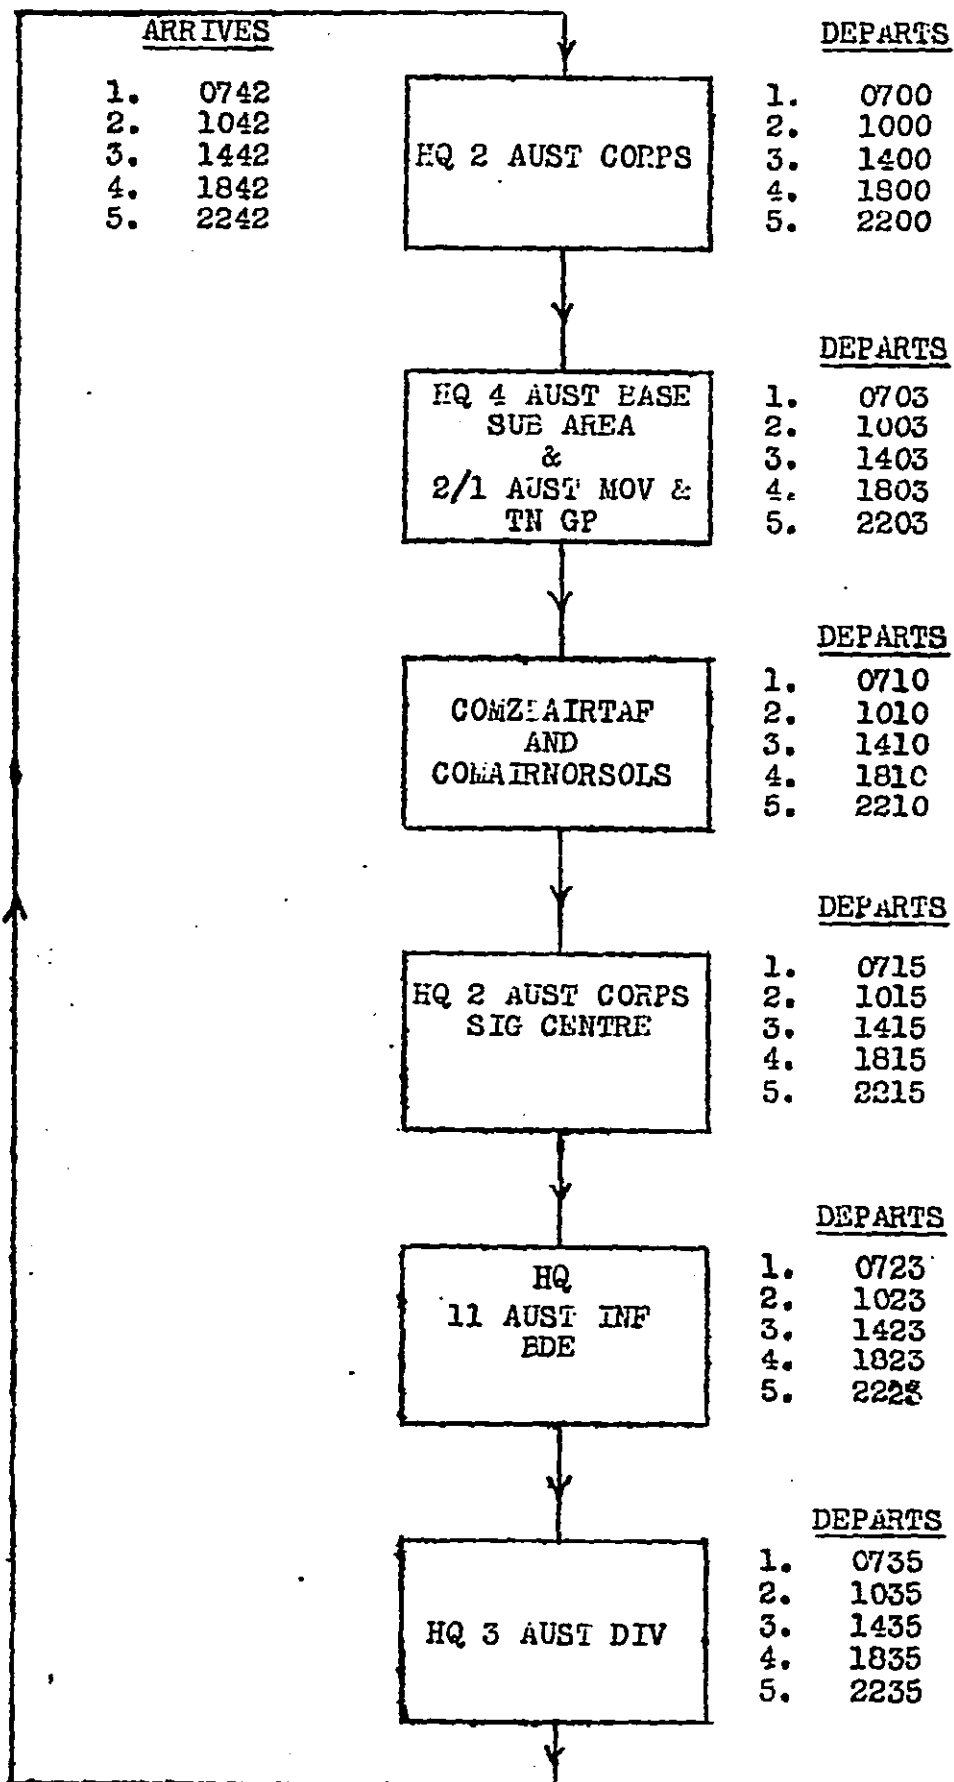 ARRIVES
1. 0742
2. 1042
3. 1442
4. 1842
5. 2242
HQ 2 AUST CORPS
DEPARTS
1. 0700
2. 1000
3. 1400
4. 1800
5. 2200
HQ 4 AUST BASE
SUB AREA
&
2/1 AUST MOV &
TN GP
DEPARTS
1. 0703
2. 1003
3. 1403
4. 1803
5. 2203
AND
COMAIRNORSOLS
DEPARTS
1. 0710
2. 1010
3. 1410
4. 1810
5. 2210
HQ 2 AUST CORPS
SIG CENTRE
DEPARTS
1. 0715
2. 1015
3. 1415
4. 1815
5. 2215
HQ
11 AUST INF
BDE
DEPARTS
1. 0723
2. 1023
3. 1423
4. 1823
5. 2223
HQ 3 AUST DIV
DEPARTS
1. 0735
2. 1035
3. 1435
4. 1835
5. 2235